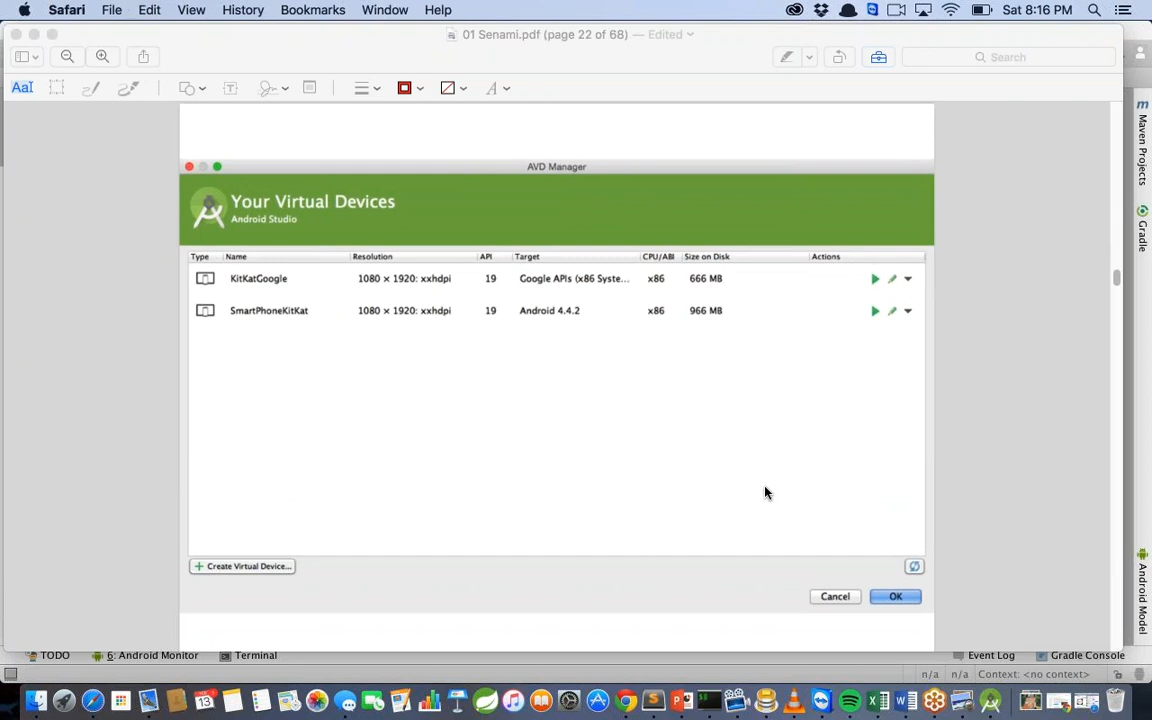 Safari File Edit View History Bookmarks Window Help Sat 8:16 PM
01 Senami.pdf (page 22 of 68) — Edited
Search
AaI T A
AVD Manager
Your Virtual Devices
Android Studio
Type Name Resolution API Target CPU/ABI Size on Disk Actions
KitKatGoogle 1080 × 1920: xxhdpi 19 Google APIs (x86 Syste... x86 666 MB
SmartPhoneKitKat 1080 × 1920: xxhdpi 19 Android 4.4.2 x86 966 MB
+ Create Virtual Device...
Cancel OK
m Maven Projects
Gradle
Android Model
TODO 6: Android Monitor Terminal Event Log Gradle Console
n/a n/a Context: <no context>
13